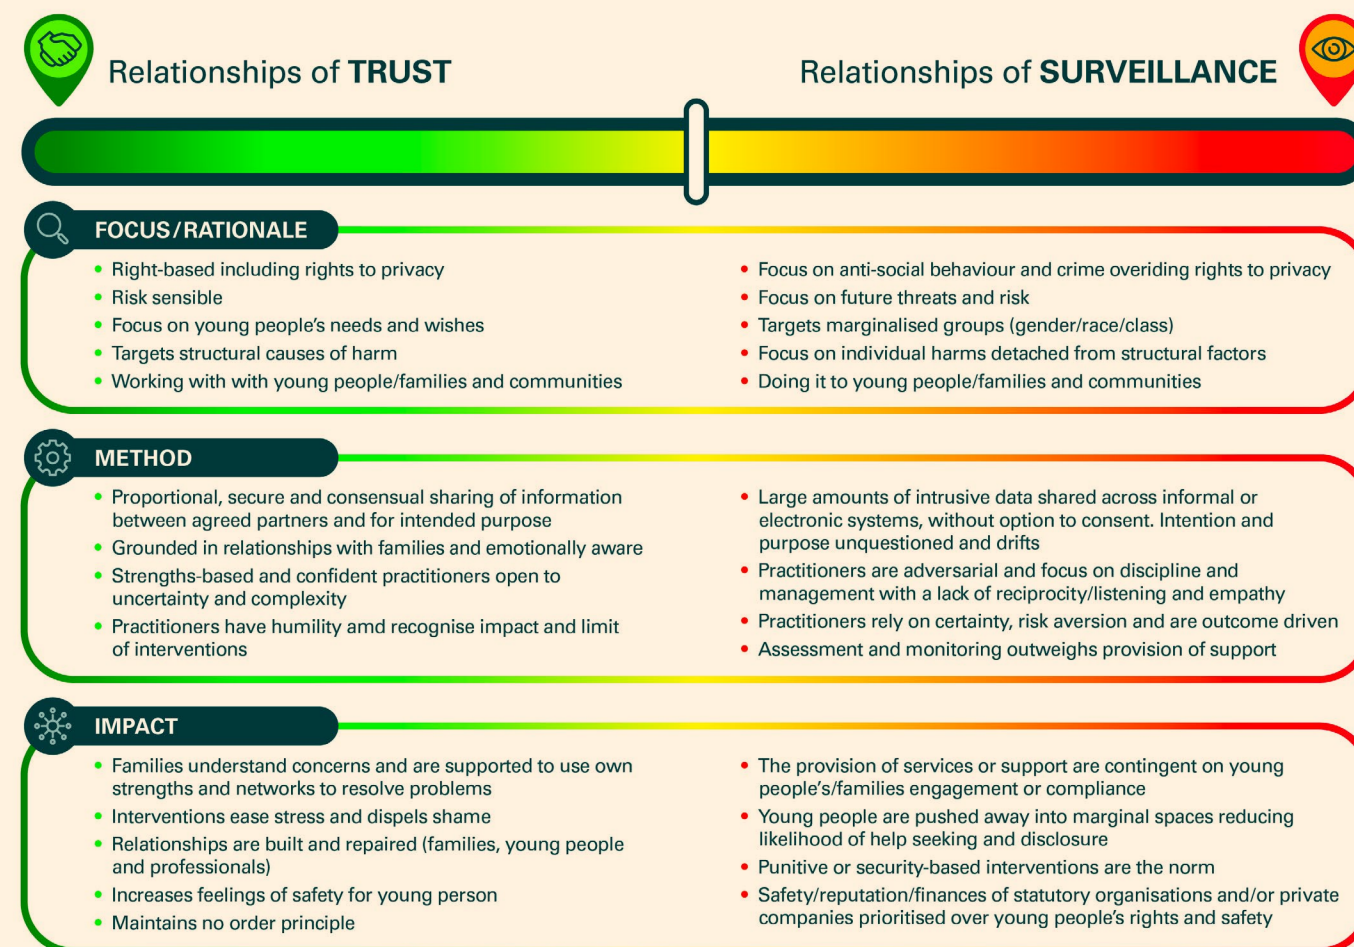 Relationships of TRUST
Relationships of SURVEILLANCE
FOCUS/RATIONALE
• Right-based including rights to privacy
• Risk sensible
• Focus on young people's needs and wishes
• Targets structural causes of harm
• Working with with young people/families and communities
• Focus on anti-social behaviour and crime overiding rights to privacy
• Focus on future threats and risk
• Targets marginalised groups (gender/race/class)
• Focus on individual harms detached from structural factors
• Doing it to young people/families and communities
METHOD
• Proportional, secure and consensual sharing of information
between agreed partners and for intended purpose
• Grounded in relationships with families and emotionally aware
• Strengths-based and confident practitioners open to
uncertainty and complexity
• Practitioners have humility amd recognise impact and limit
of interventions
• Large amounts of intrusive data shared across informal or
electronic systems, without option to consent. Intention and
purpose unquestioned and drifts
• Practitioners are adversarial and focus on discipline and
management with a lack of reciprocity/listening and empathy
• Practitioners rely on certainty, risk aversion and are outcome driven
• Assessment and monitoring outweighs provision of support
IMPACT
• Families understand concerns and are supported to use own
strengths and networks to resolve problems
• Interventions ease stress and dispels shame
• Relationships are built and repaired (families, young people
and professionals)
• Increases feelings of safety for young person
• Maintains no order principle
• The provision of services or support are contingent on young
people's/families engagement or compliance
• Young people are pushed away into marginal spaces reducing
likelihood of help seeking and disclosure
• Punitive or security-based interventions are the norm
• Safety/reputation/finances of statutory organisations and/or private
companies prioritised over young people's rights and safety